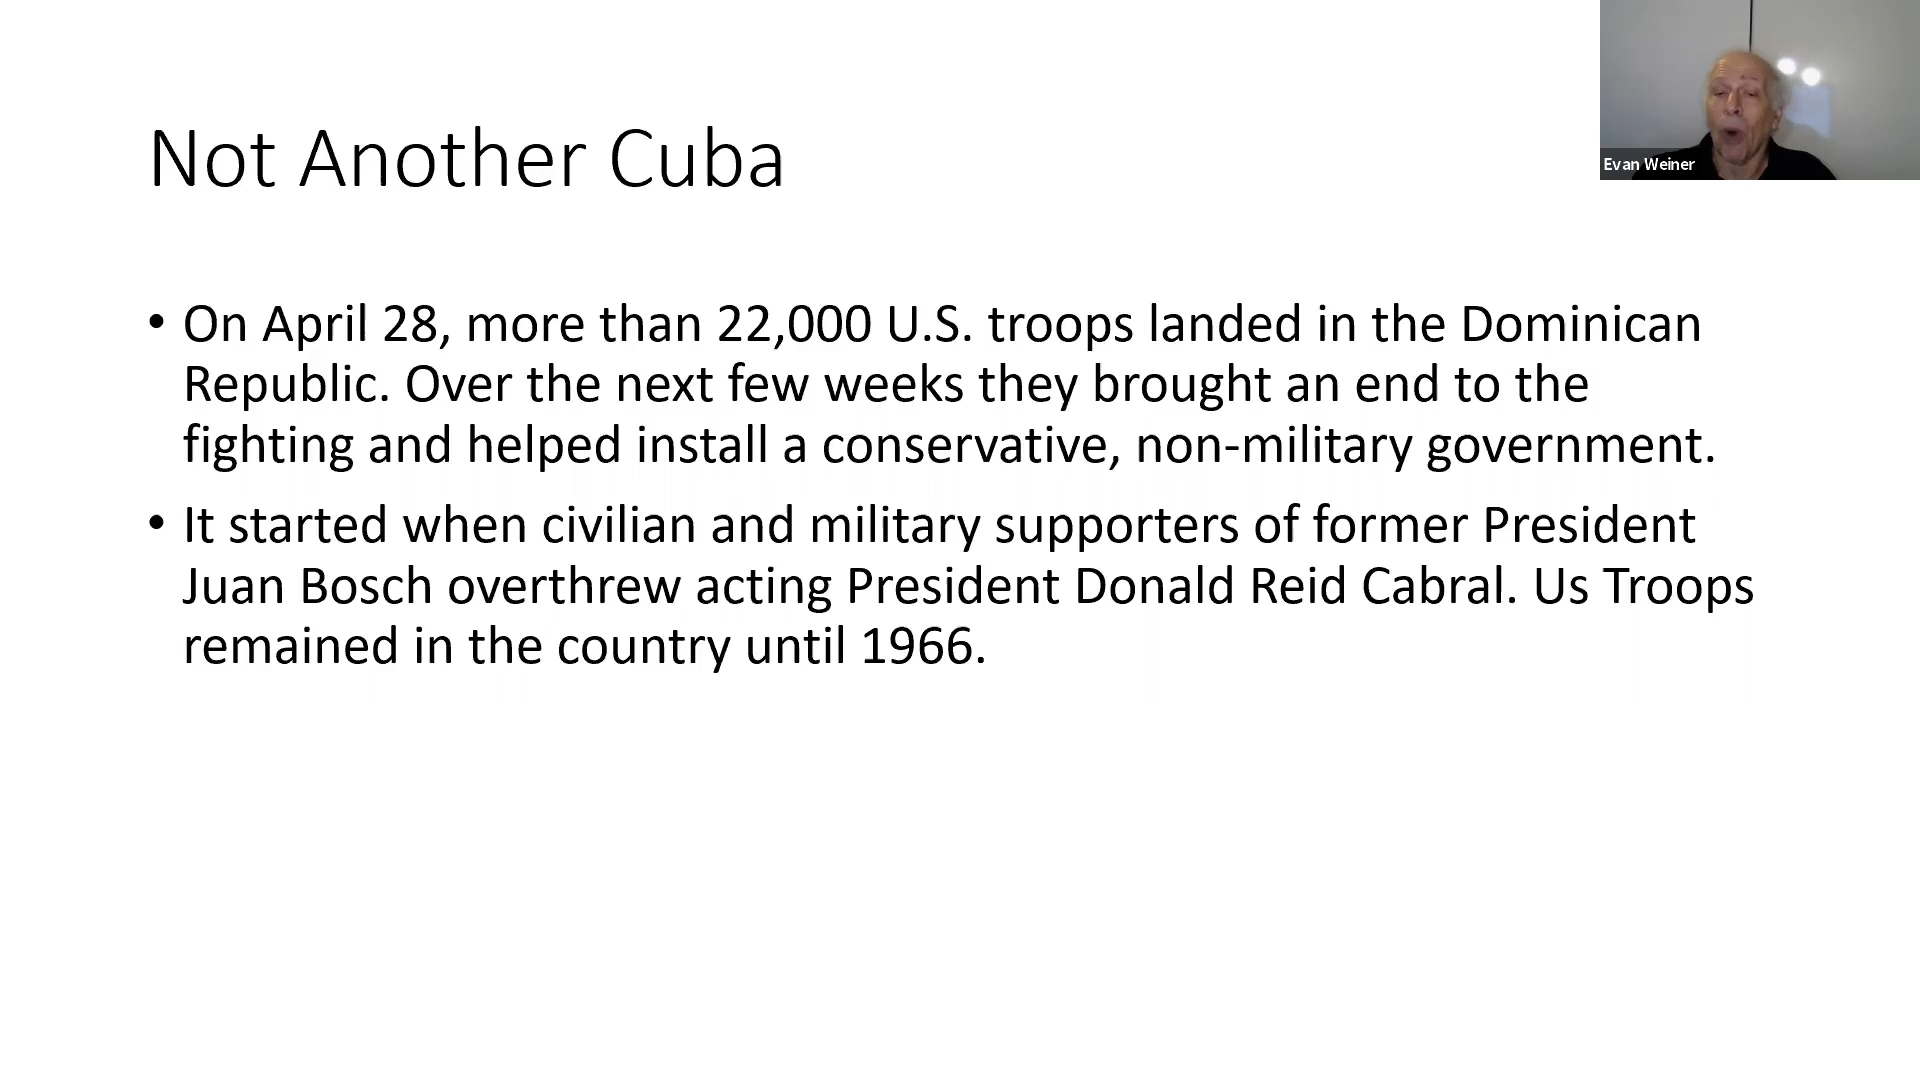 Not Another Cuba
Evan Weiner
• On April 28, more than 22,000 U.S. troops landed in the Dominican
Republic. Over the next few weeks they brought an end to the
fighting and helped install a conservative, non-military government.
• It started when civilian and military supporters of former President
Juan Bosch overthrew acting President Donald Reid Cabral. Us Troops
remained in the country until 1966.